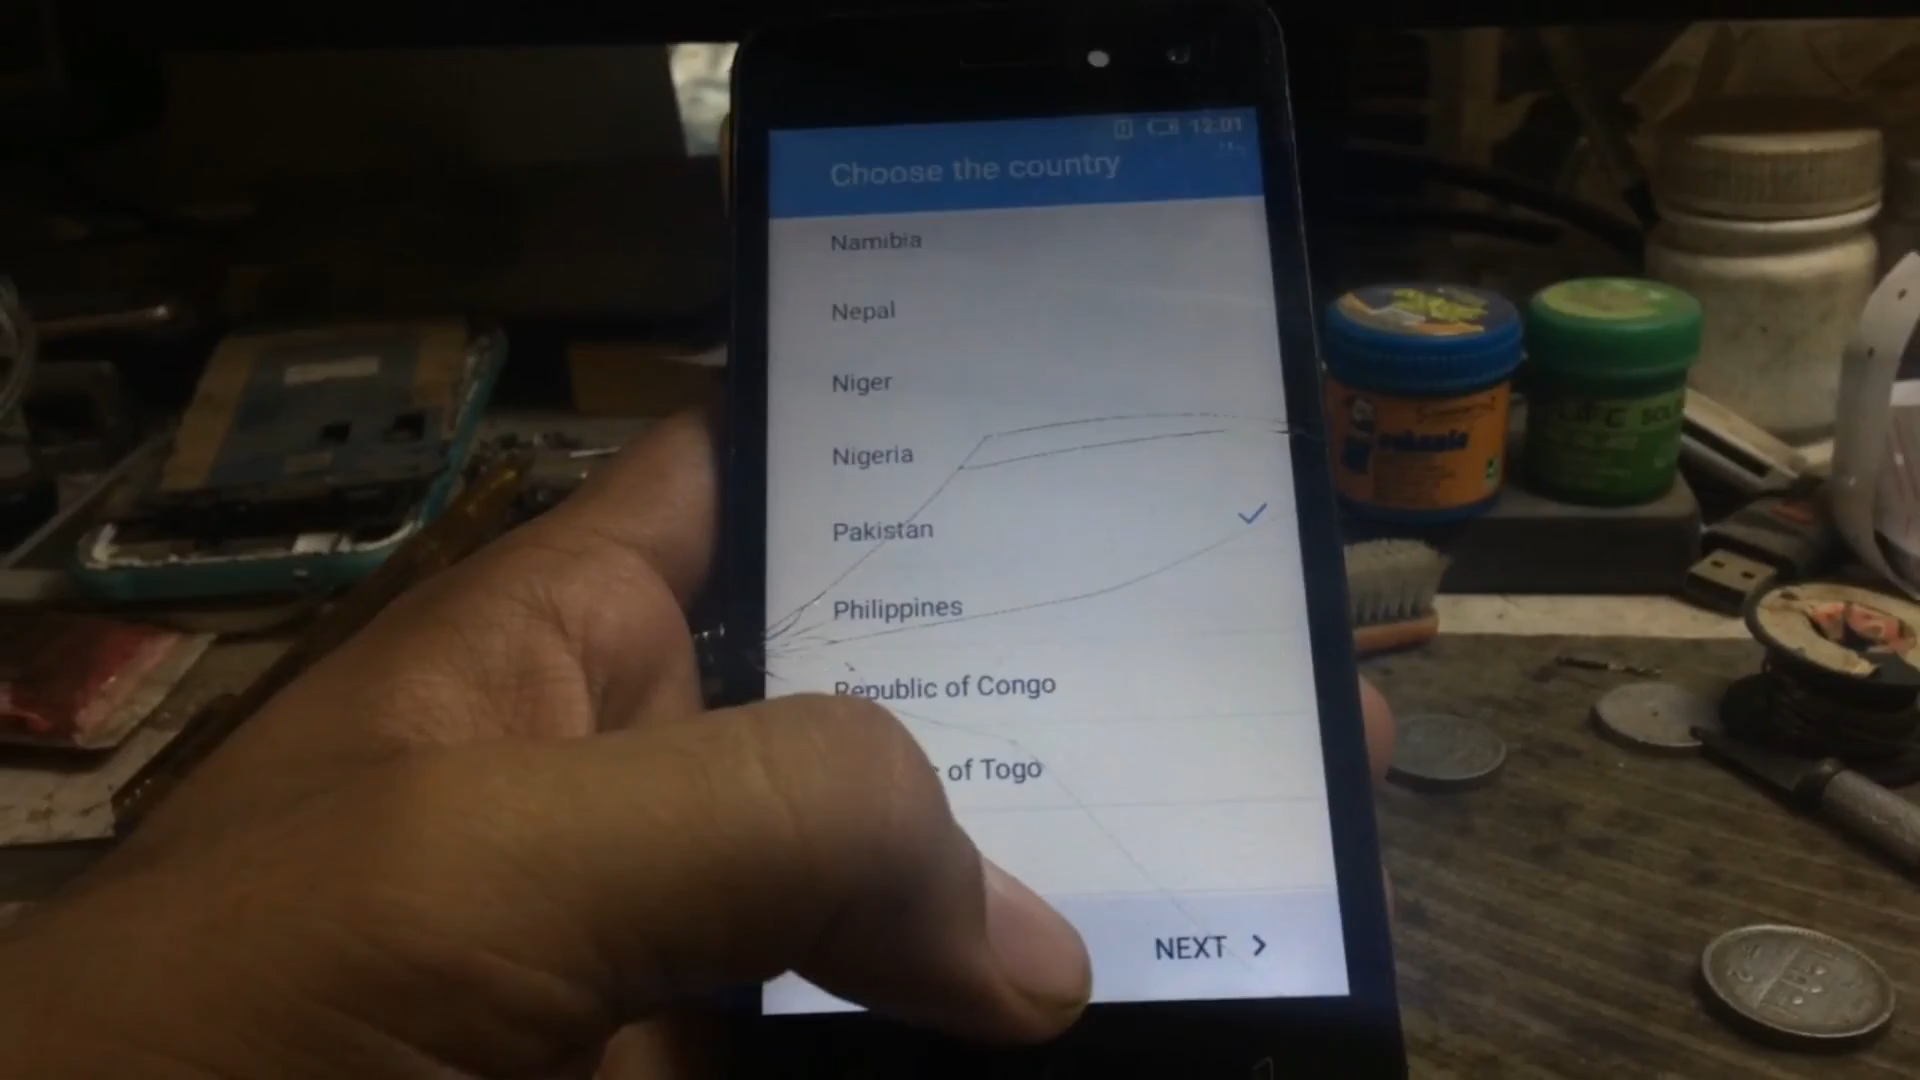 12:01
Choose the country
Namibia
Nepal
Niger
Nigeria
Pakistan
Philippines
Republic of Congo
of Togo
NEXT